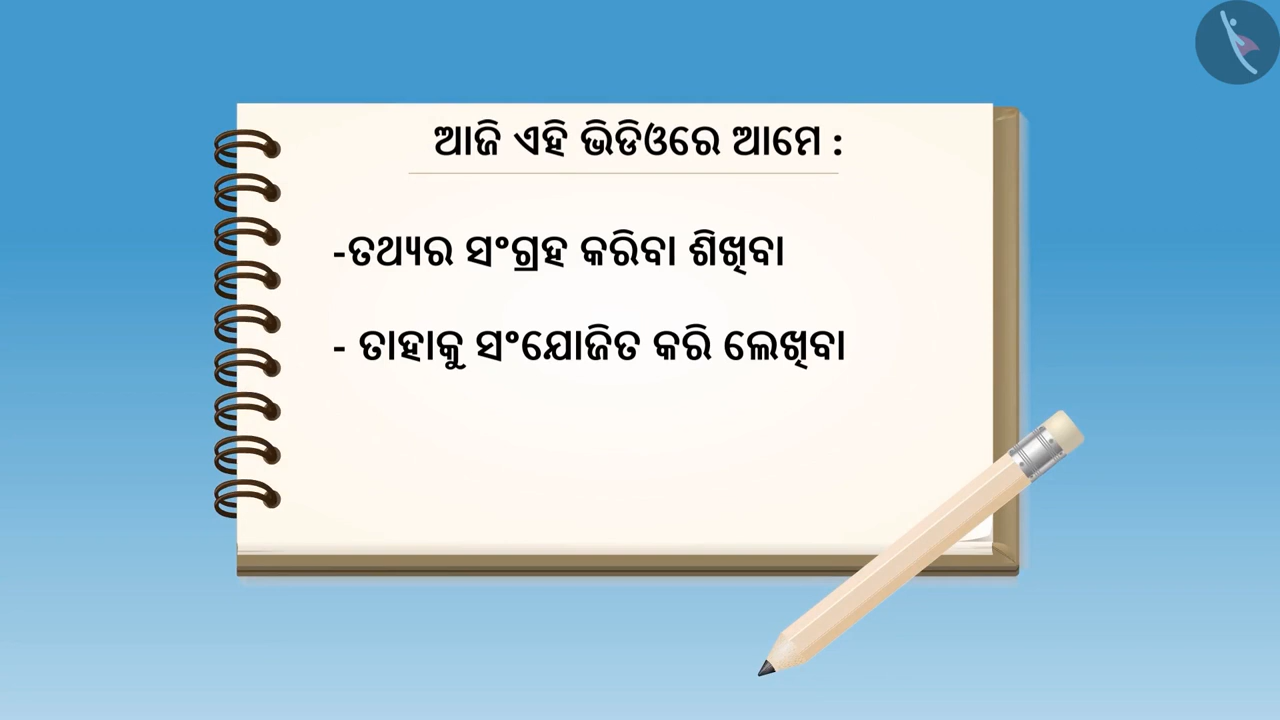 ଆଜି ଏହି ଭିଡିଓରେ ଆମେ :
-ତଥ୍ୟର ସଂଗ୍ରହ କରିବା ଶିଖିବା
- ତାହାକୁ ସଂଯୋଜିତ କରି ଲେଖିବା